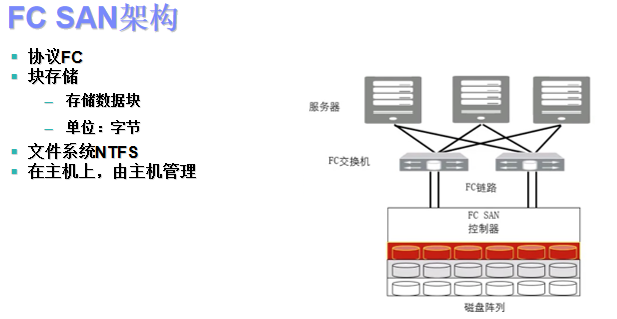 FC SAN架构
协议FC
块存储
– 存储数据块
– 单位：字节
文件系统NTFS
在主机上，由主机管理
服务器
FC交换机
FC链路
FC SAN
控制器
磁盘阵列